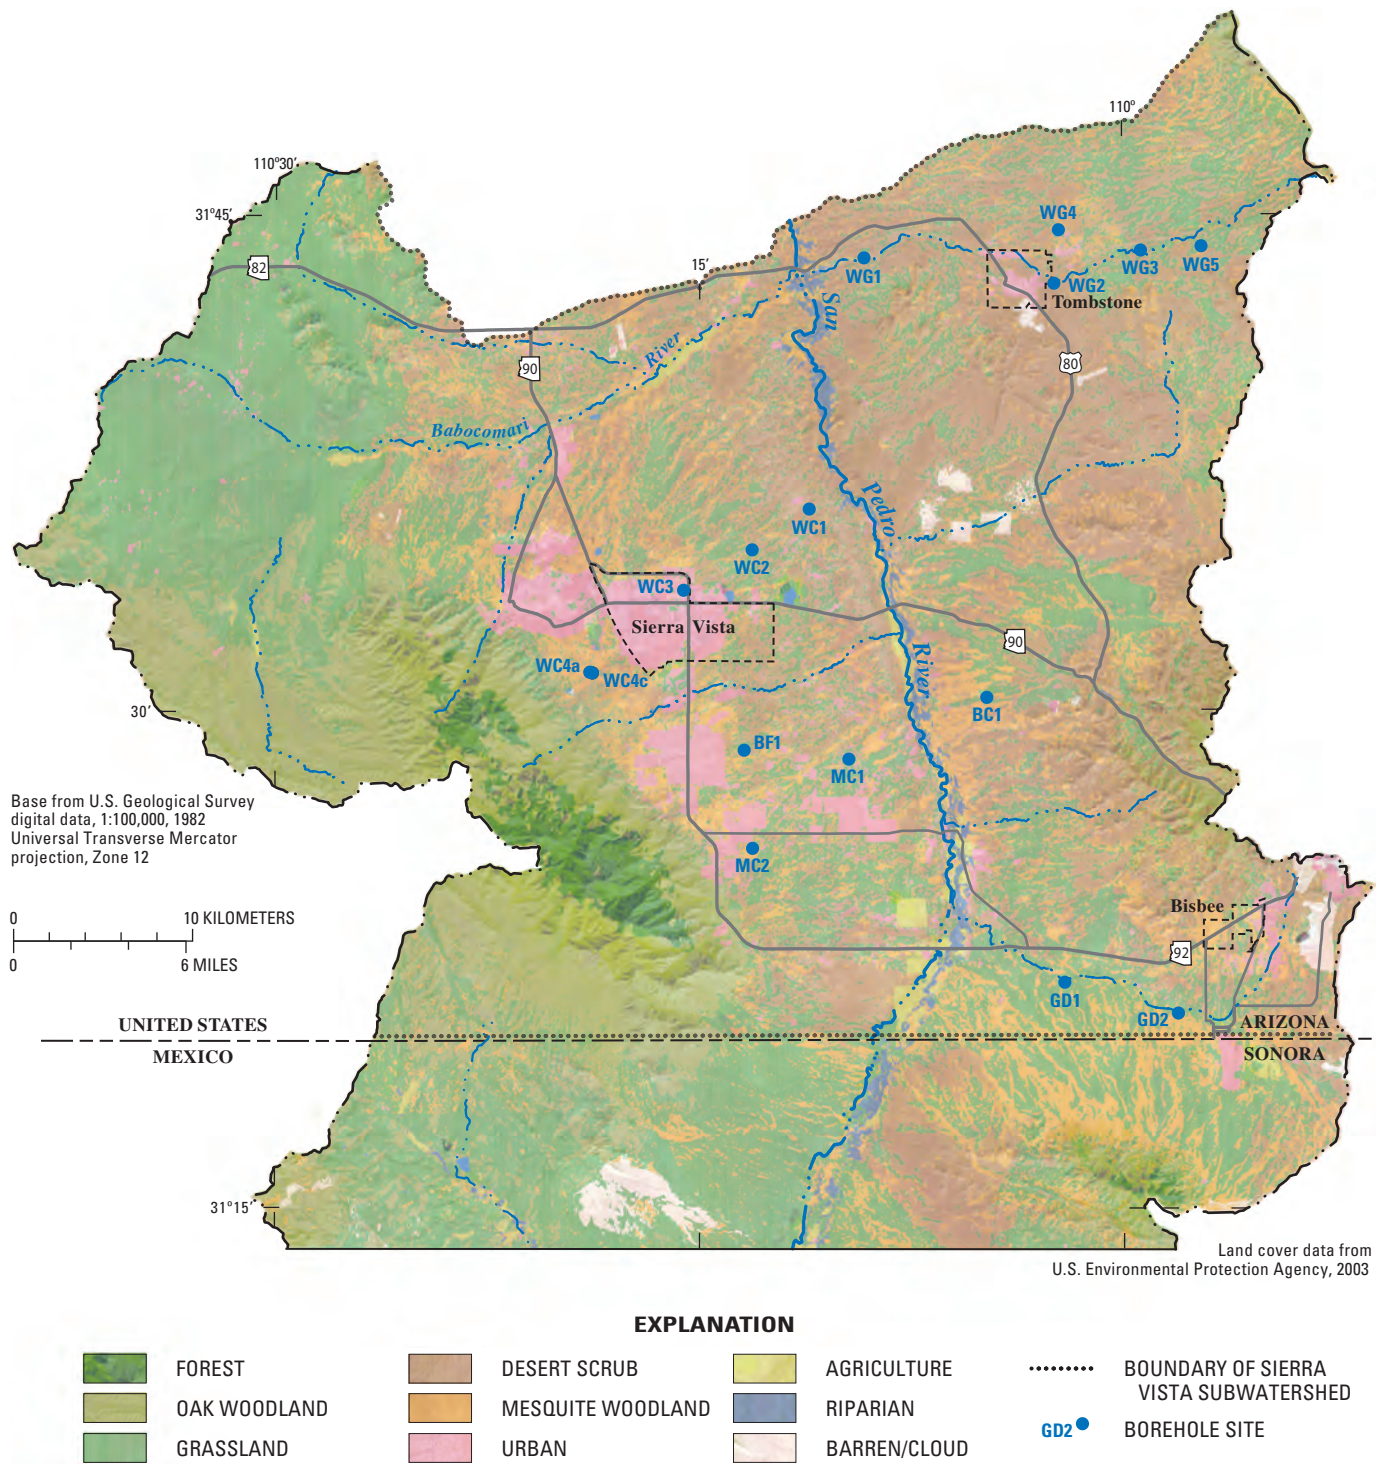 110°
110°30′
31°45′
WG4
82
15′
WG1
WG3
WG5
San
WG2
Tombstone
River
90
80
Babocomari
Pedro
WC1
WC2
WC3
Sierra Vista
90
River
WC4a
WC4c
30′
BC1
BF1
MC1
Base from U.S. Geological Survey
digital data, 1:100,000, 1982
Universal Transverse Mercator
projection, Zone 12
MC2
0 10 KILOMETERS
0 6 MILES
Bisbee
92
GD1
GD2
UNITED STATES
ARIZONA
MEXICO
SONORA
31°15′
Land cover data from
U.S. Environmental Protection Agency, 2003
EXPLANATION
FOREST
OAK WOODLAND
GRASSLAND
DESERT SCRUB
MESQUITE WOODLAND
URBAN
AGRICULTURE
RIPARIAN
BARREN/CLOUD
BOUNDARY OF SIERRA
VISTA SUBWATERSHED
GD2 BOREHOLE SITE